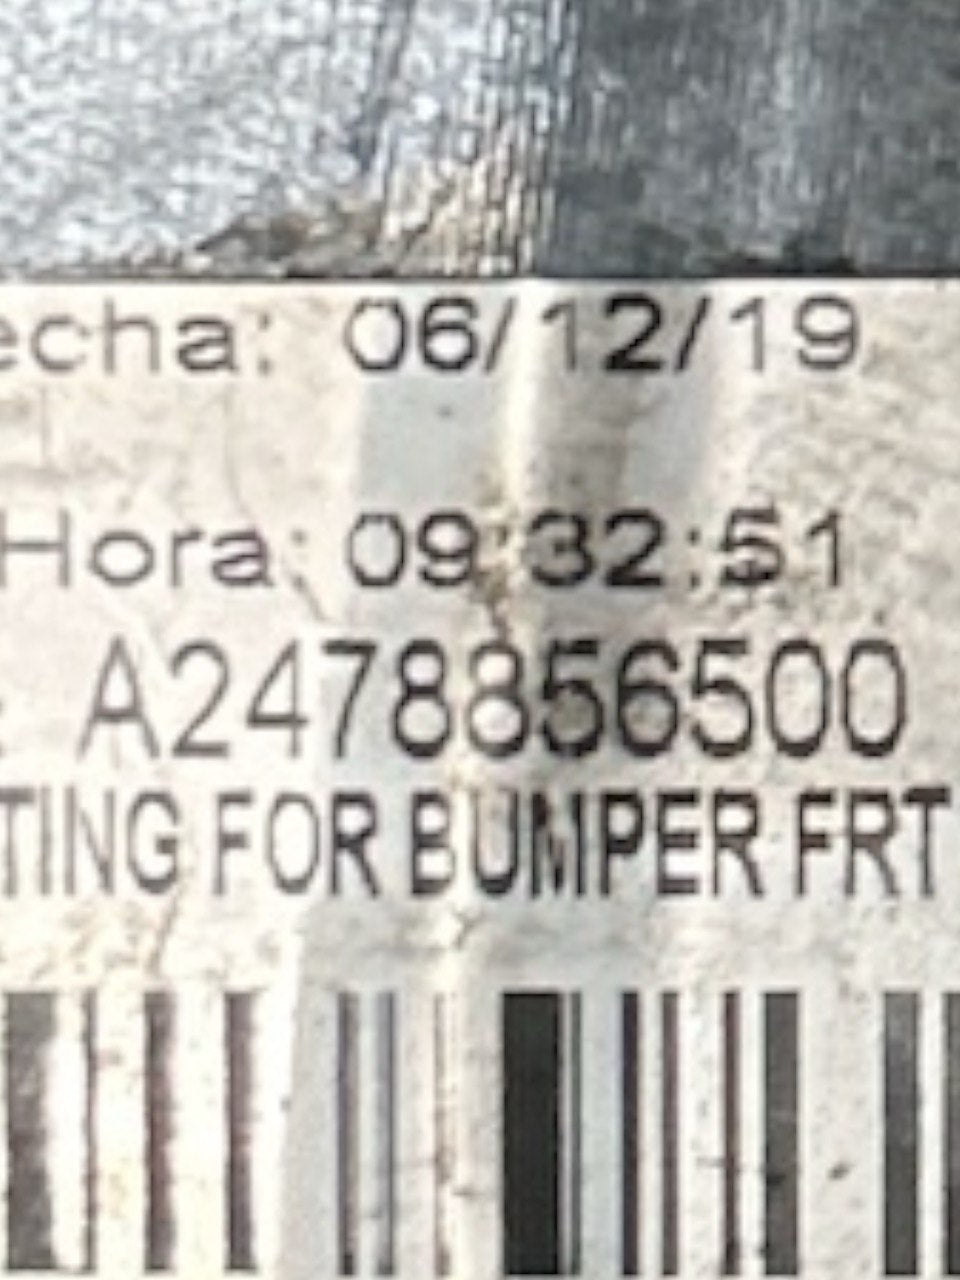 echa: 06/12/19
Hora: 09:32:51
A2478856500
TING FOR BUMPER FRT